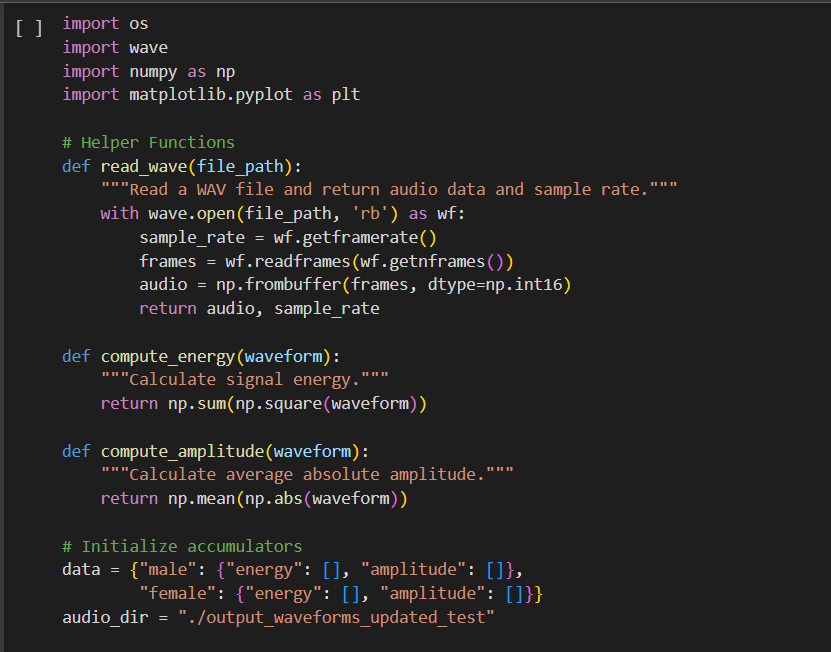 [ ] import os
import wave
import numpy as np
import matplotlib.pyplot as plt

# Helper Functions
def read_wave(file_path):
    """Read a WAV file and return audio data and sample rate."""
    with wave.open(file_path, 'rb') as wf:
        sample_rate = wf.getframerate()
        frames = wf.readframes(wf.getnframes())
        audio = np.frombuffer(frames, dtype=np.int16)
        return audio, sample_rate

def compute_energy(waveform):
    """Calculate signal energy."""
    return np.sum(np.square(waveform))

def compute_amplitude(waveform):
    """Calculate average absolute amplitude."""
    return np.mean(np.abs(waveform))

# Initialize accumulators
data = {"male": {"energy": [], "amplitude": []},
        "female": {"energy": [], "amplitude": []}}
audio_dir = "./output_waveforms_updated_test"